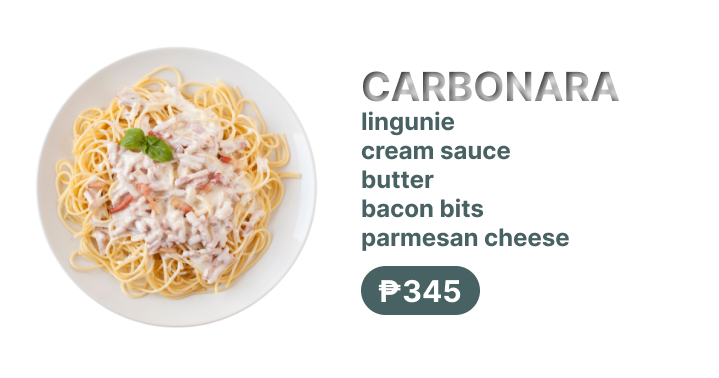 CARBONARA
lingunie
cream sauce
butter
bacon bits
parmesan cheese
₱345